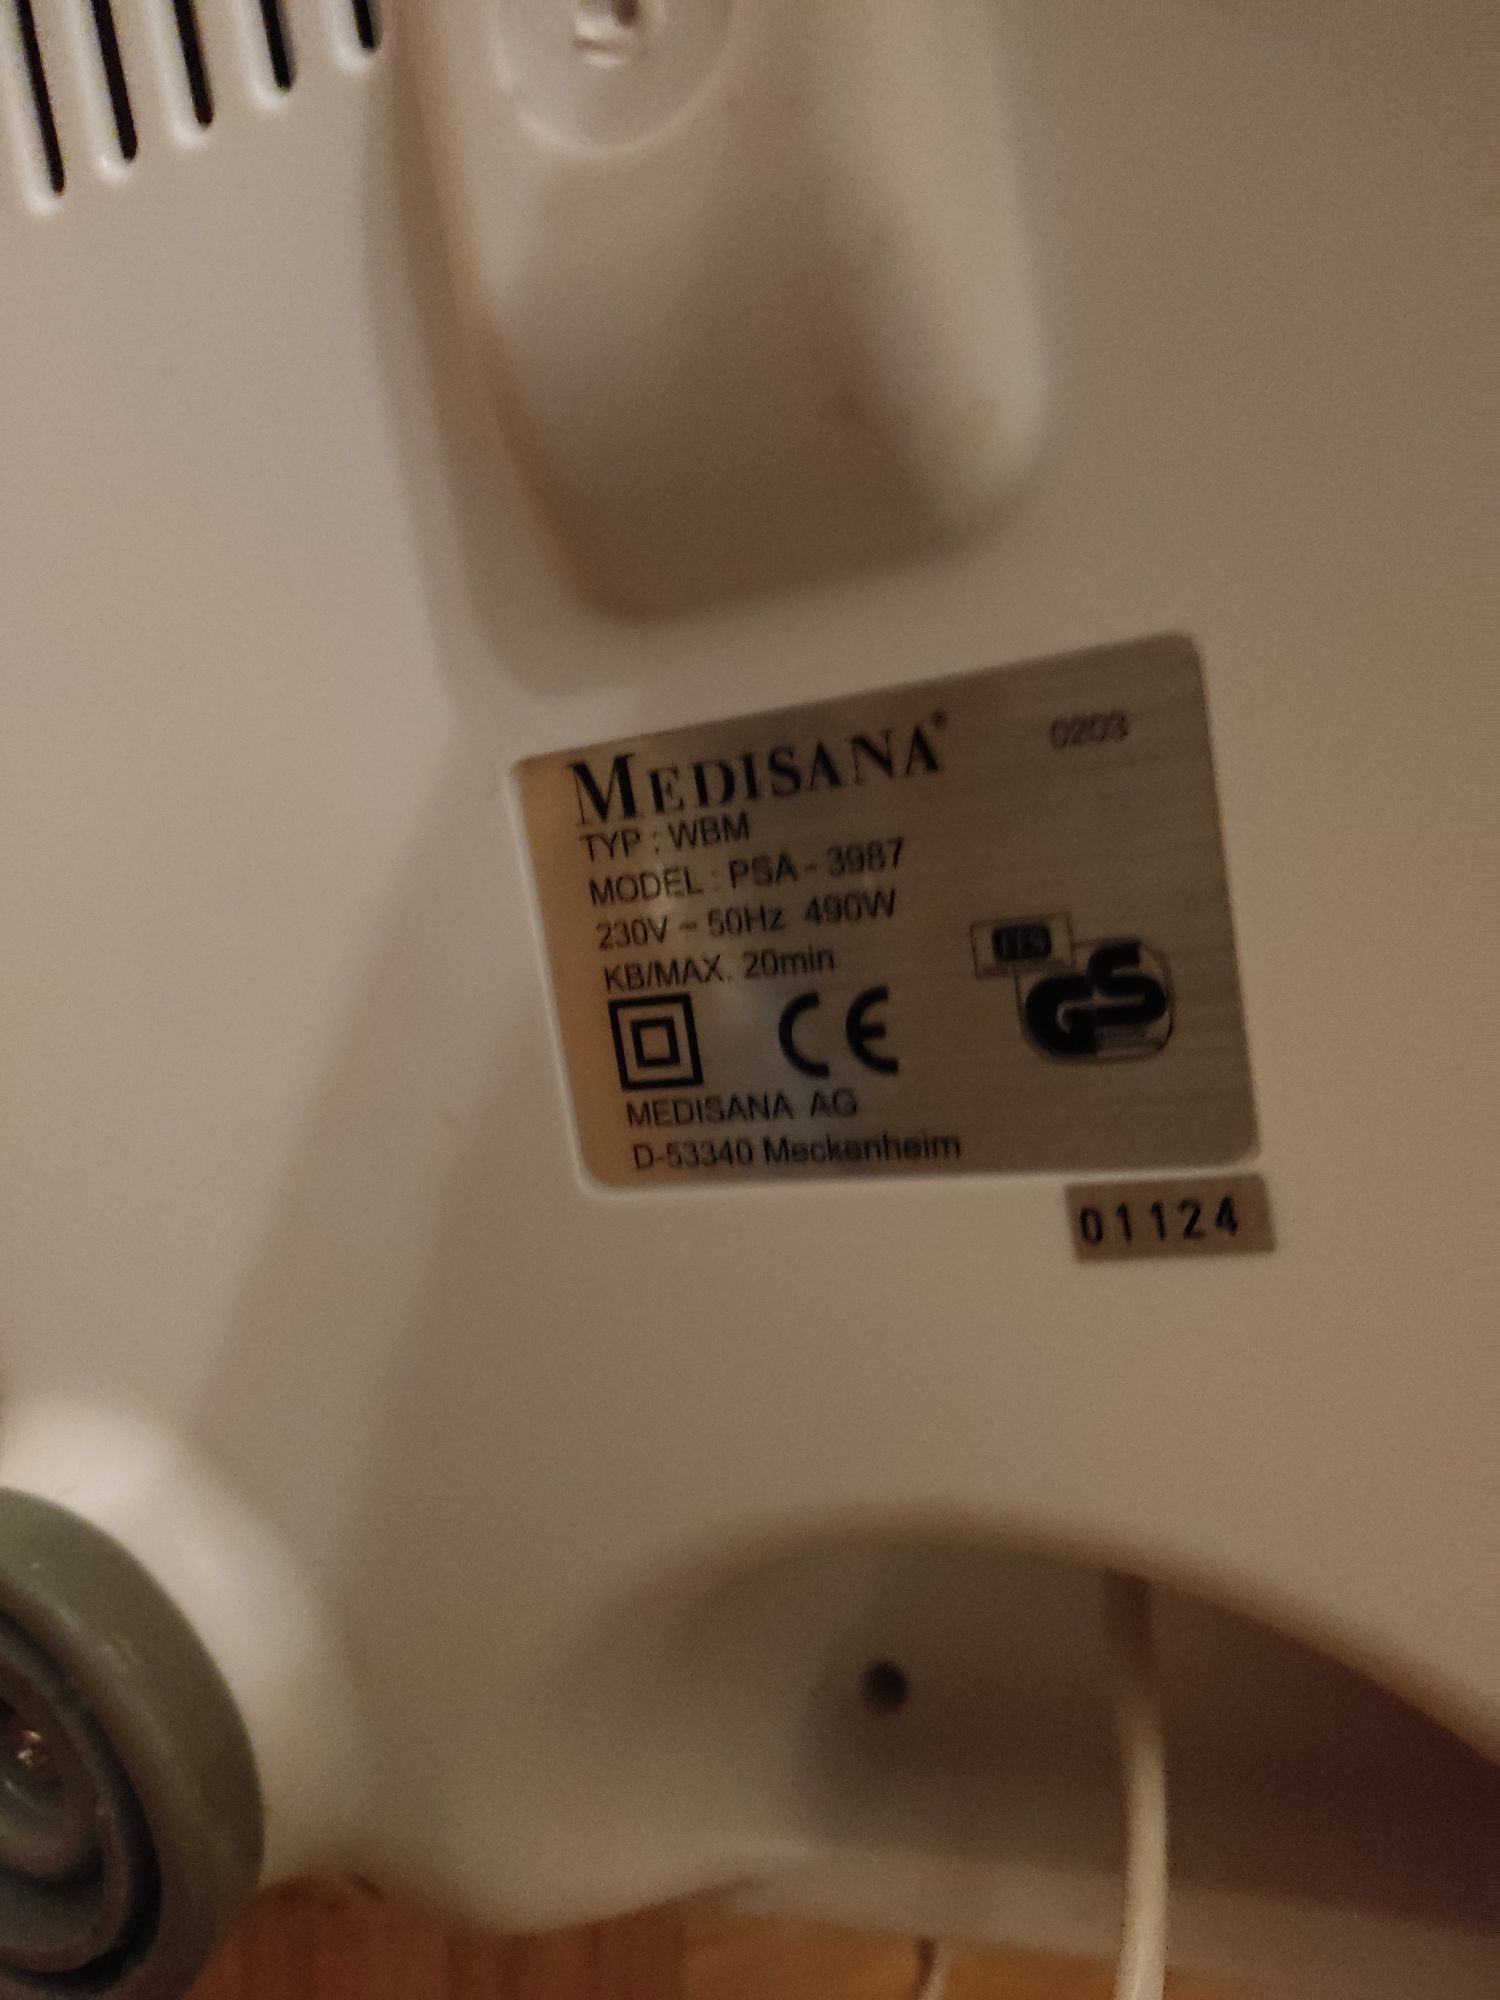 MEDISANA® 0203
TYP : WBM
MODEL : PSA - 3987
230V ~ 50Hz 490W
KB/MAX. 20min
CE
GS
MEDISANA AG
D-53340 Meckenheim
01124